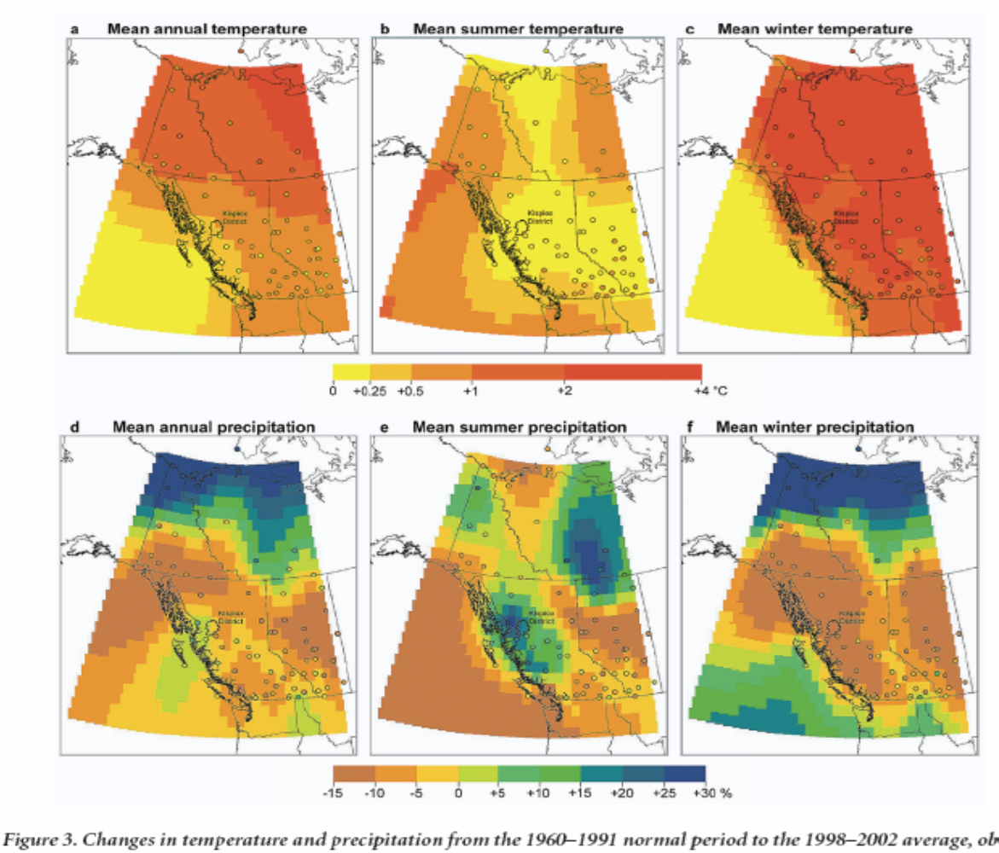 a Mean annual temperature
b Mean summer temperature
c Mean winter temperature
Kispiox
District
Kispiox
District
Kispiox
District
0 +0.25 +0.5 +1 +2 +4 °C
d Mean annual precipitation
e Mean summer precipitation
f Mean winter precipitation
Kispiox
District
Kispiox
District
Kispiox
District
-15 -10 -5 0 +5 +10 +15 +20 +25 +30 %
Figure 3. Changes in temperature and precipitation from the 1960–1991 normal period to the 1998–2002 average, ob